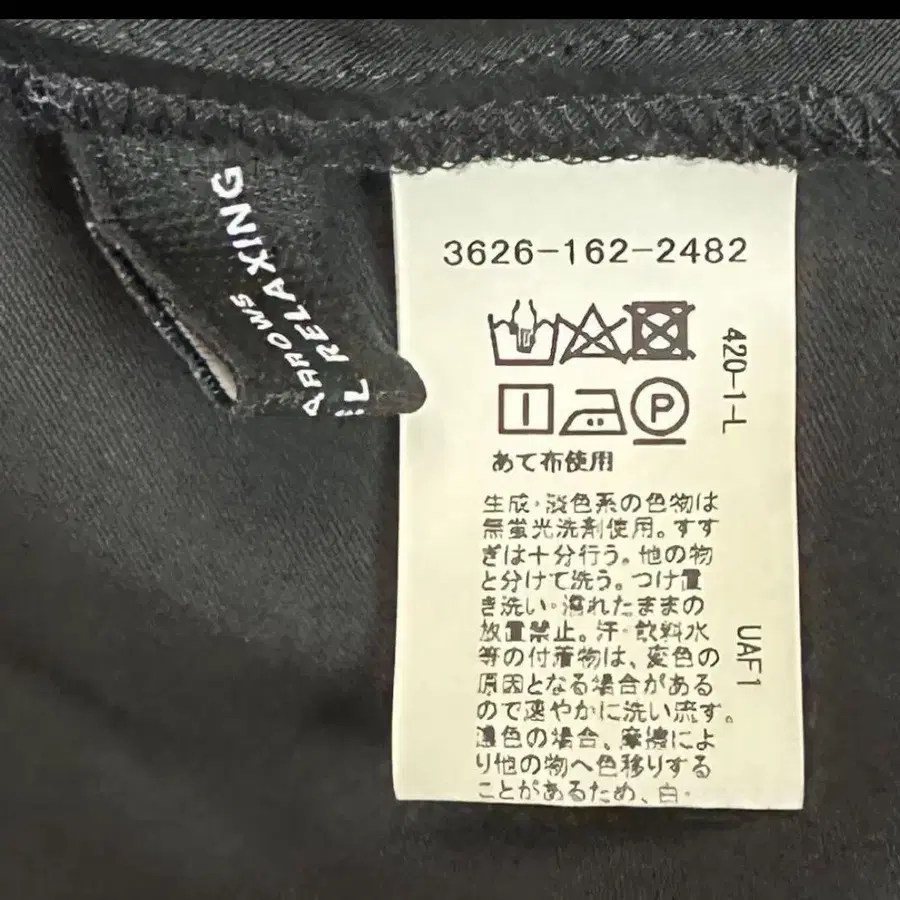 RELAXING
ARROWS
3626-162-2482
420-1-L
P
あて布使用
生成・淡色系の色物は
無蛍光洗剤使用。すす
ぎは十分行う。他の物
と分けて洗う。つけ置
き洗い・濡れたままの
放置禁止。汗・飲料水
等の付着物は、変色の
原因となる場合がある
ので速やかに洗い流す。
濃色の場合、摩擦によ
り他の物へ色移りする
ことがあるため、白・
UAF1